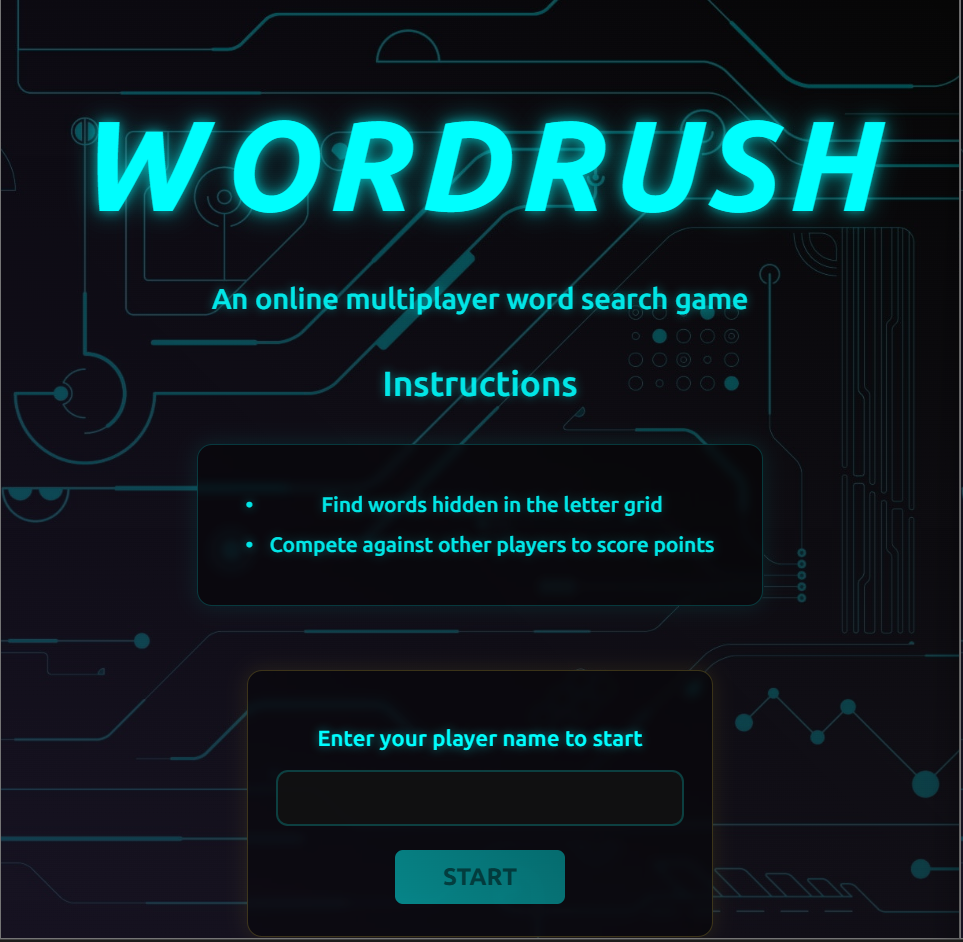 WORDRUSH
An online multiplayer word search game
Instructions
• Find words hidden in the letter grid
• Compete against other players to score points
Enter your player name to start
START